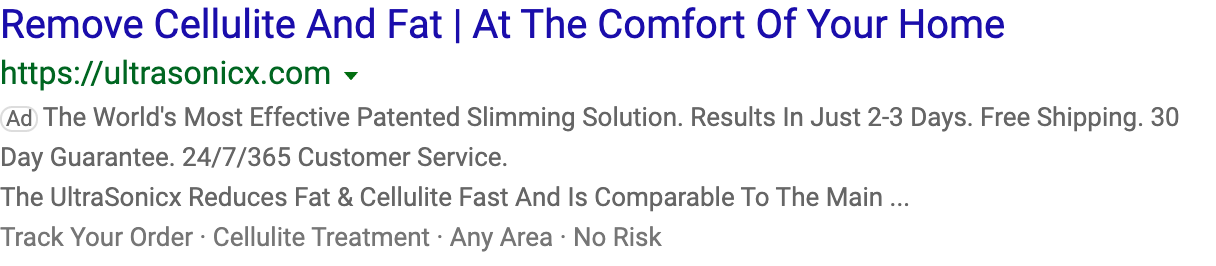 Remove Cellulite And Fat | At The Comfort Of Your Home
https://ultrasonicx.com
Ad The World's Most Effective Patented Slimming Solution. Results In Just 2-3 Days. Free Shipping. 30
Day Guarantee. 24/7/365 Customer Service.
The UltraSonicx Reduces Fat & Cellulite Fast And Is Comparable To The Main ...
Track Your Order · Cellulite Treatment · Any Area · No Risk